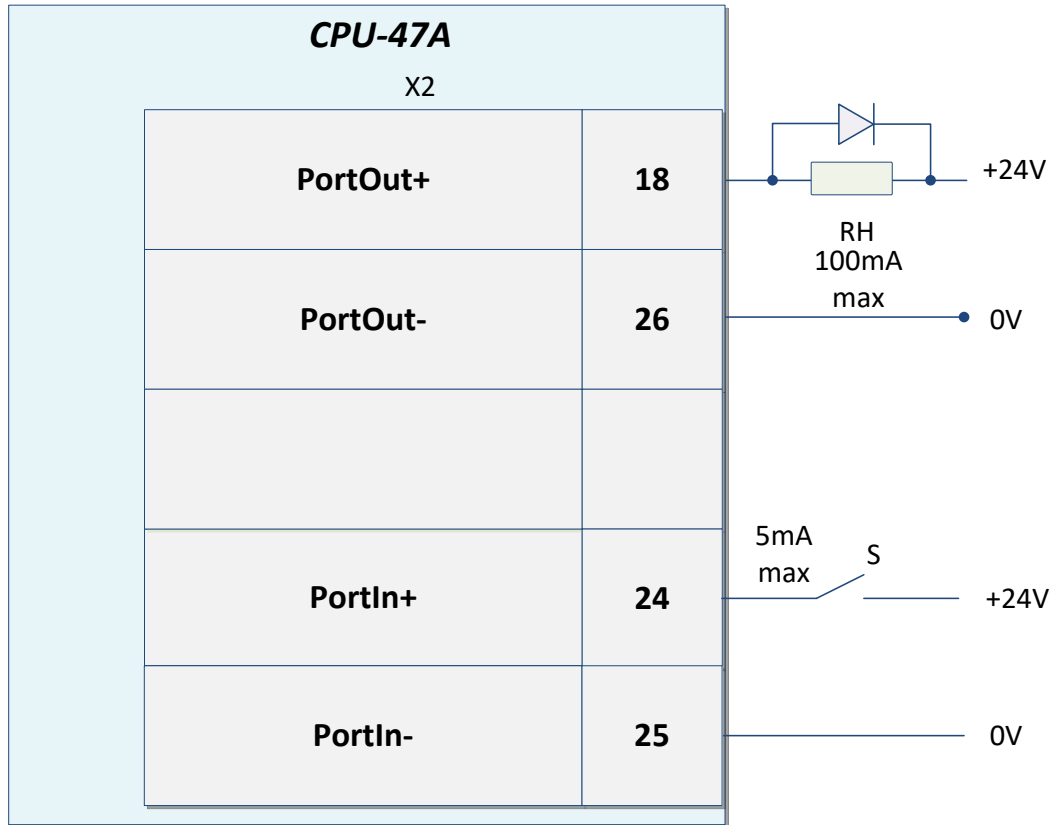 CPU-47A
X2
PortOut+ 18
+24V
RH
100mA
max
PortOut- 26
0V
5mA
max
S
PortIn+ 24
+24V
PortIn- 25
0V